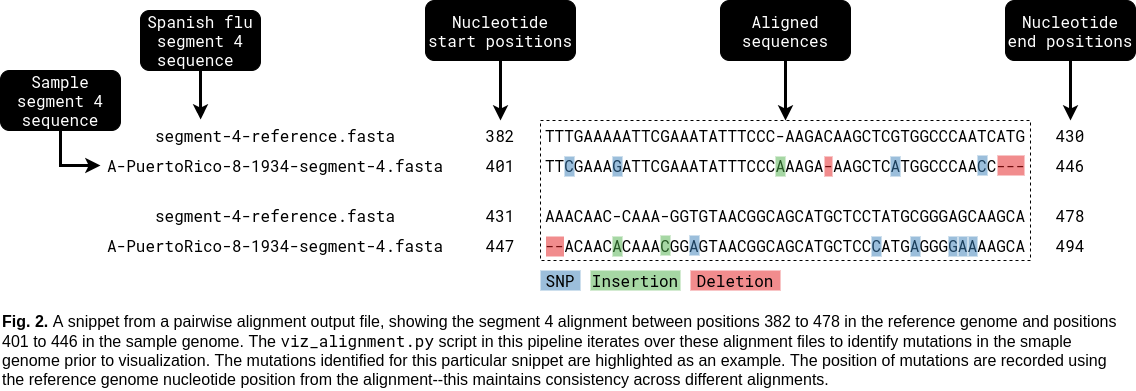 Spanish flu
segment 4
sequence
Nucleotide
start positions
Aligned
sequences
Nucleotide
end positions
Sample
segment 4
sequence
segment-4-reference.fasta 382 TTTGAAAAATTCGAAATATTTCCC-AAGACAAGCTCGTGGCCCAATCATG 430
A-PuertoRico-8-1934-segment-4.fasta 401 TTCGAAAGATTCGAAATATTTCCCAAAGA-AAGCTCATGGCCCAACC--- 446
segment-4-reference.fasta 431 AAACAAC-CAAA-GGTGTAACGGCAGCATGCTCCTATGCGGGAGCAAGCA 478
A-PuertoRico-8-1934-segment-4.fasta 447 --ACAACACAAACGGAGTAACGGCAGCATGCTCCCATGAGGGGAAAAGCA 494
SNP Insertion Deletion
Fig. 2. A snippet from a pairwise alignment output file, showing the segment 4 alignment between positions 382 to 478 in the reference genome and positions
401 to 446 in the sample genome. The viz_alignment.py script in this pipeline iterates over these alignment files to identify mutations in the smaple
genome prior to visualization. The mutations identified for this particular snippet are highlighted as an example. The position of mutations are recorded using
the reference genome nucleotide position from the alignment--this maintains consistency across different alignments.